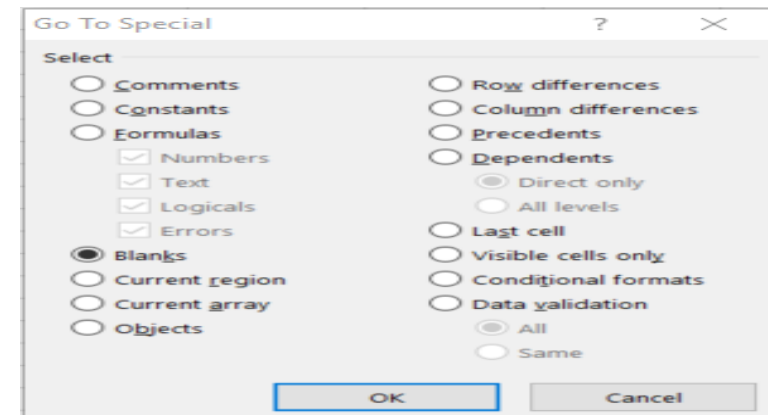 Go To Special ?
Select
Comments
Constants
Formulas
Numbers
Text
Logicals
Errors
Blanks
Current region
Current array
Objects
Row differences
Column differences
Precedents
Dependents
Direct only
All levels
Last cell
Visible cells only
Conditional formats
Data validation
All
Same
OK
Cancel